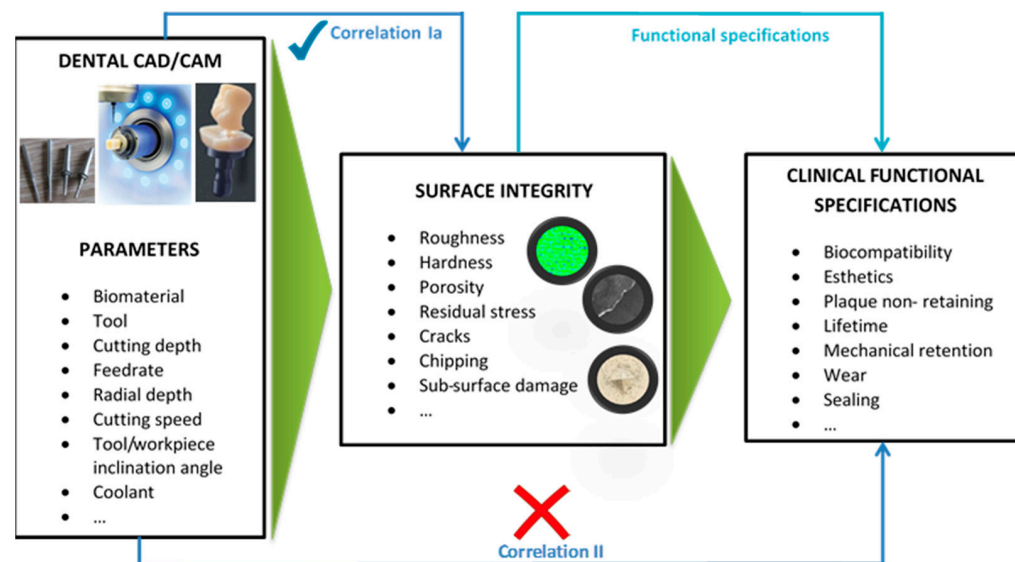 Correlation Ia
Functional specifications
DENTAL CAD/CAM
PARAMETERS
• Biomaterial
• Tool
• Cutting depth
• Feedrate
• Radial depth
• Cutting speed
• Tool/workpiece
inclination angle
• Coolant
• ...
SURFACE INTEGRITY
• Roughness
• Hardness
• Porosity
• Residual stress
• Cracks
• Chipping
• Sub-surface damage
• ...
CLINICAL FUNCTIONAL
SPECIFICATIONS
• Biocompatibility
• Esthetics
• Plaque non- retaining
• Lifetime
• Mechanical retention
• Wear
• Sealing
• ...
Correlation II